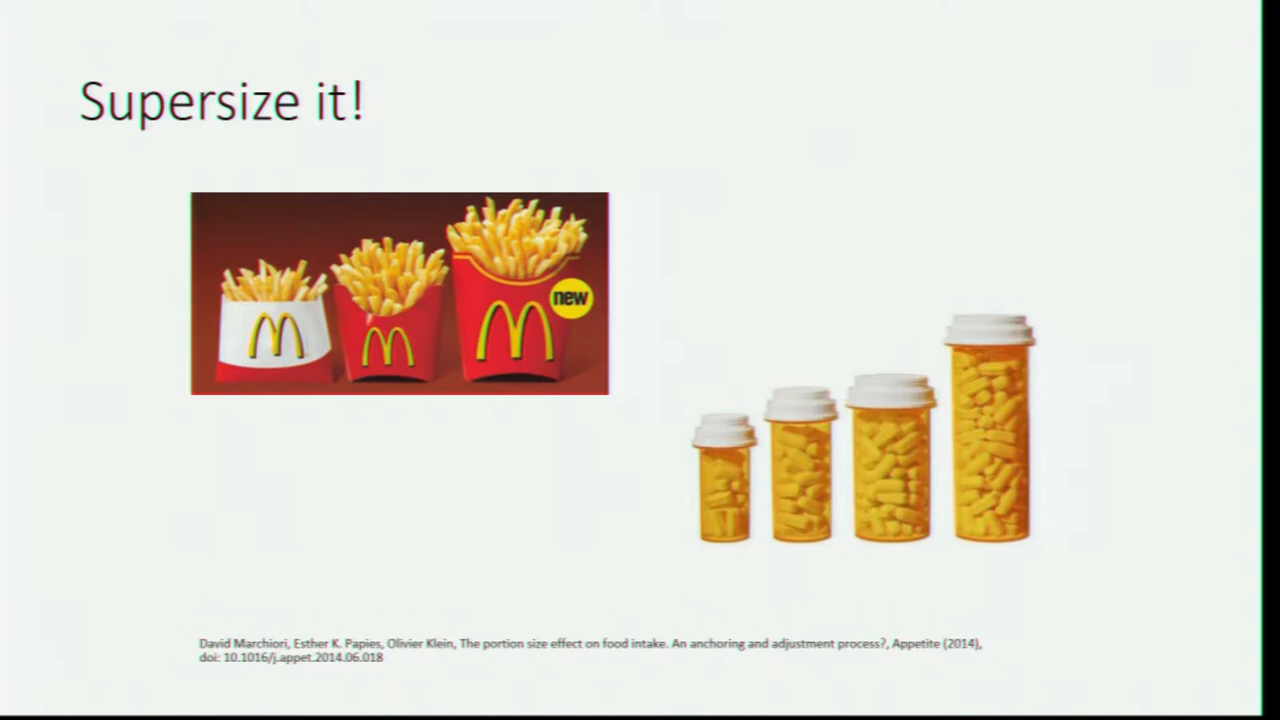 Supersize it!
new
David Marchiori, Esther K. Papies, Olivier Klein, The portion size effect on food intake. An anchoring and adjustment process?, Appetite (2014),
doi: 10.1016/j.appet.2014.06.018